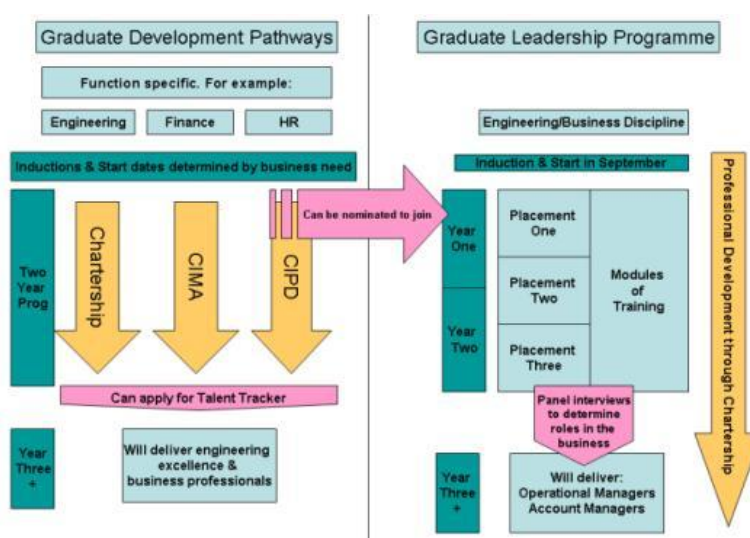 Graduate Development Pathways
Function specific. For example:
Engineering
Finance
HR
Inductions & Start dates determined by business need
Two
Year
Prog
Chartership
CIMA
CIPD
Can be nominated to join
Can apply for Talent Tracker
Year
Three
+
Will deliver engineering
excellence &
business professionals
Graduate Leadership Programme
Engineering/Business Discipline
Induction & Start in September
Year
One
Year
Two
Placement
One
Placement
Two
Placement
Three
Modules
of
Training
Professional Development through Chartership
Panel interviews
to determine
roles in the
business
Year
Three
+
Will deliver:
Operational Managers
Account Managers